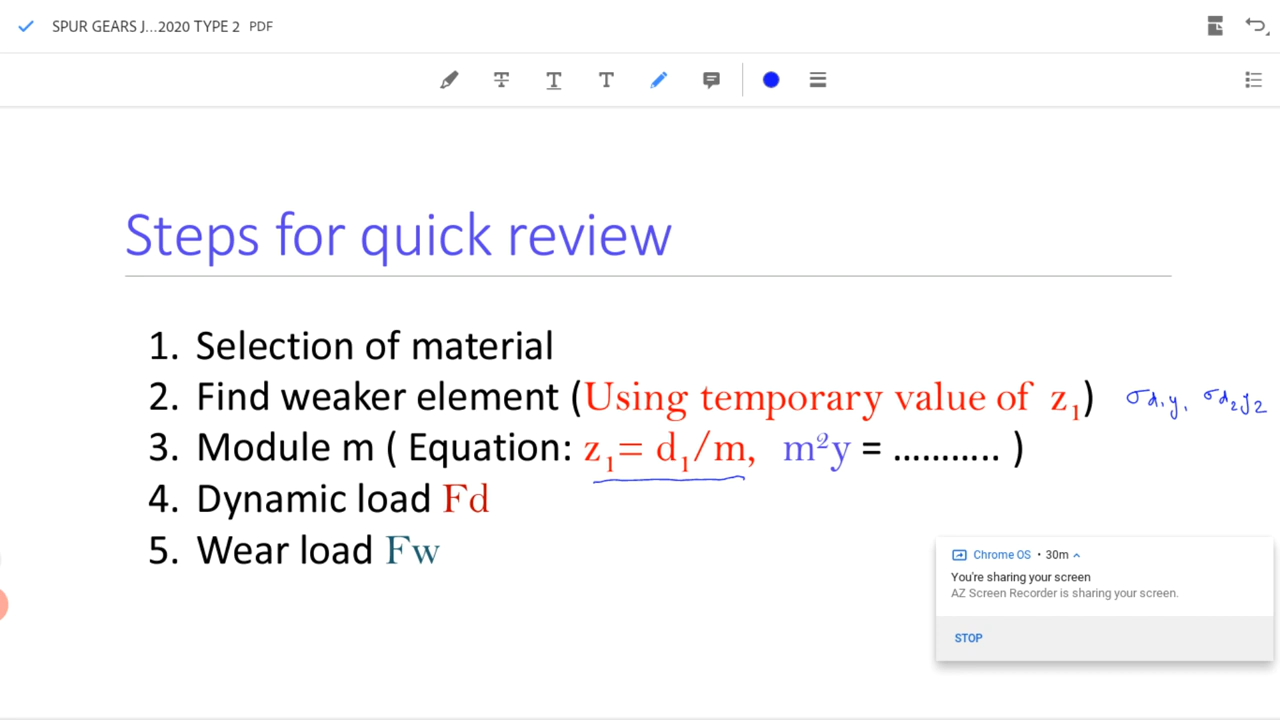 SPUR GEARS J...2020 TYPE 2 PDF
Steps for quick review
1. Selection of material
2. Find weaker element (Using temporary value of z₁) σd₁y₁ σd₂y₂
3. Module m ( Equation: z₁= d₁/m, m²y = ........... )
4. Dynamic load Fd
5. Wear load Fw
Chrome OS • 30m
You're sharing your screen
AZ Screen Recorder is sharing your screen.
STOP